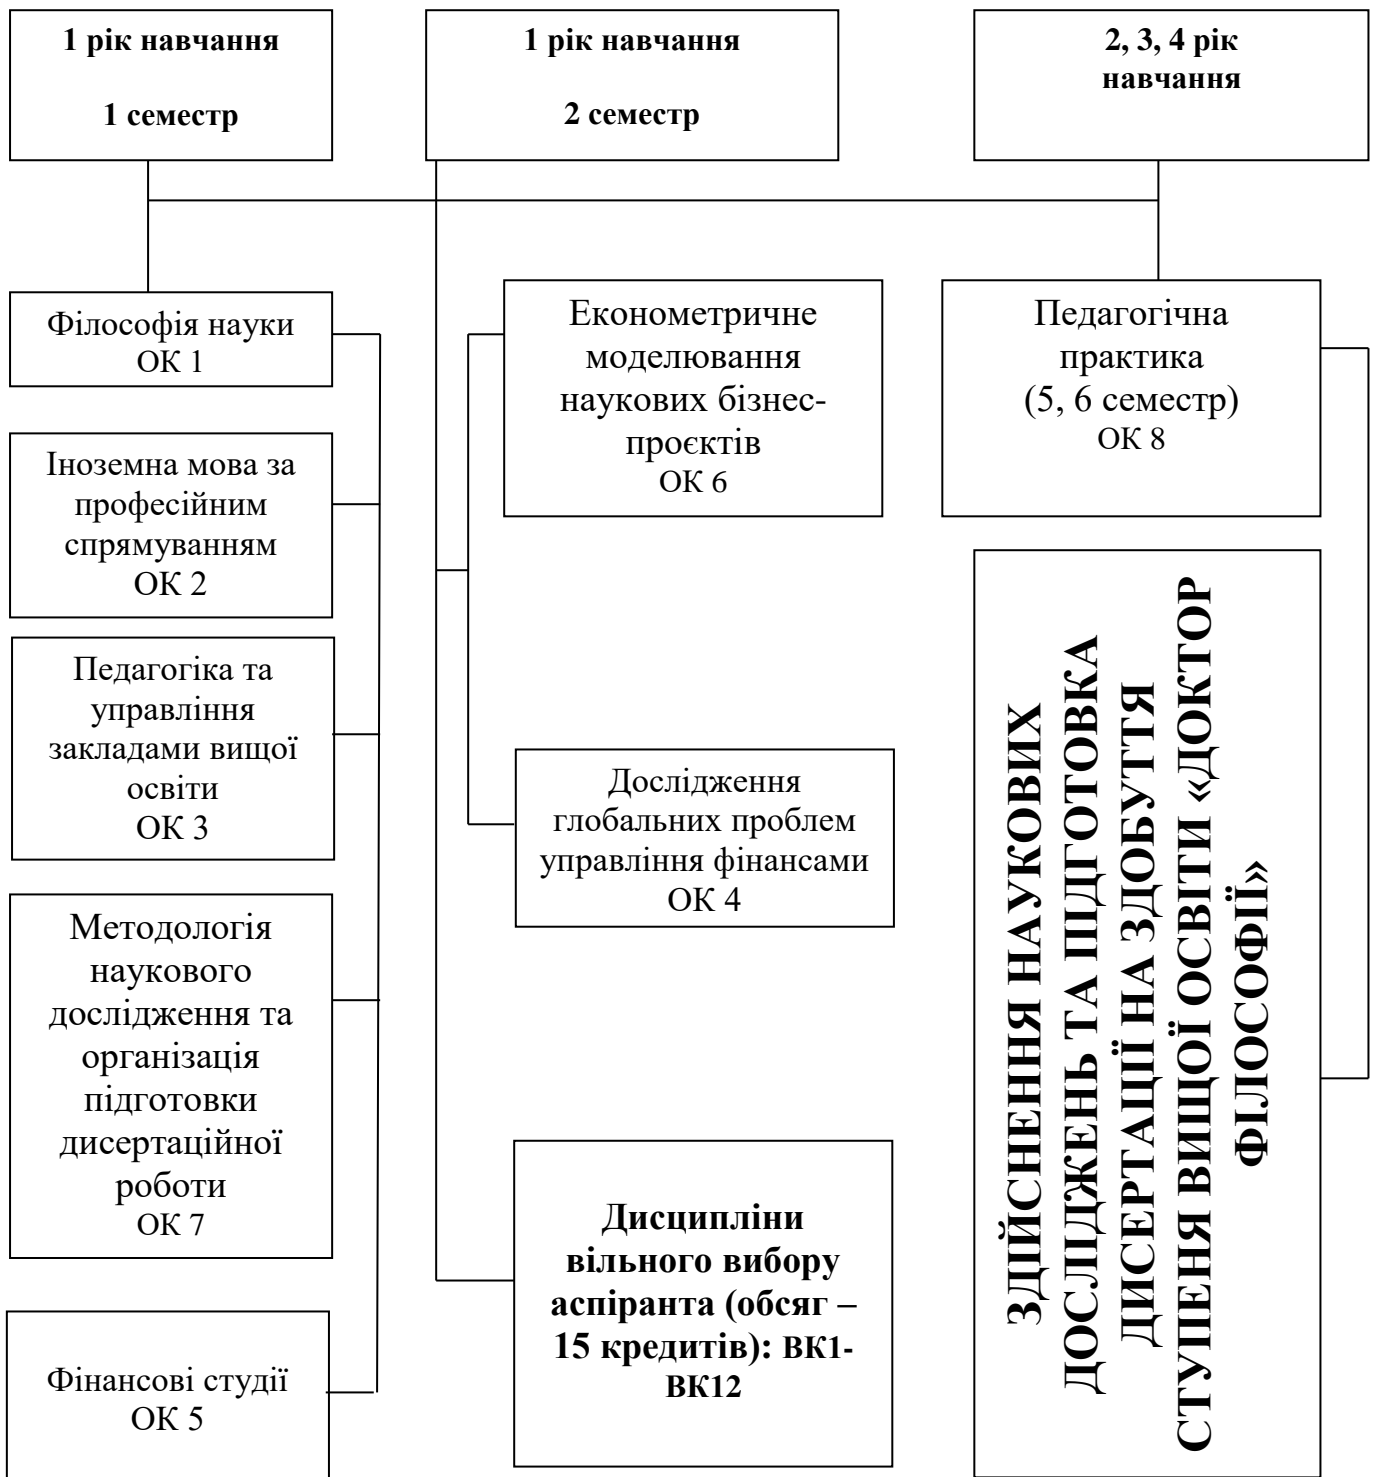 1 рік навчання
1 семестр
1 рік навчання
2 семестр
2, 3, 4 рік
навчання
Філософія науки
ОК 1
Іноземна мова за
професійним
спрямуванням
ОК 2
Педагогіка та
управління
закладами вищої
освіти
ОК 3
Методологія
наукового
дослідження та
організація
підготовки
дисертаційної
роботи
ОК 7
Фінансові студії
ОК 5
Економетричне
моделювання
наукових бізнес-
проєктів
ОК 6
Дослідження
глобальних проблем
управління фінансами
ОК 4
Дисципліни
вільного вибору
аспіранта (обсяг –
15 кредитів): ВК1-
ВК12
Педагогічна
практика
(5, 6 семестр)
ОК 8
ЗДІЙСНЕННЯ НАУКОВИХ
ДОСЛІДЖЕНЬ ТА ПІДГОТОВКА
ДИСЕРТАЦІЇ НА ЗДОБУТТЯ
СТУПЕНЯ ВИЩОЇ ОСВІТИ «ДОКТОР
ФІЛОСОФІЇ»